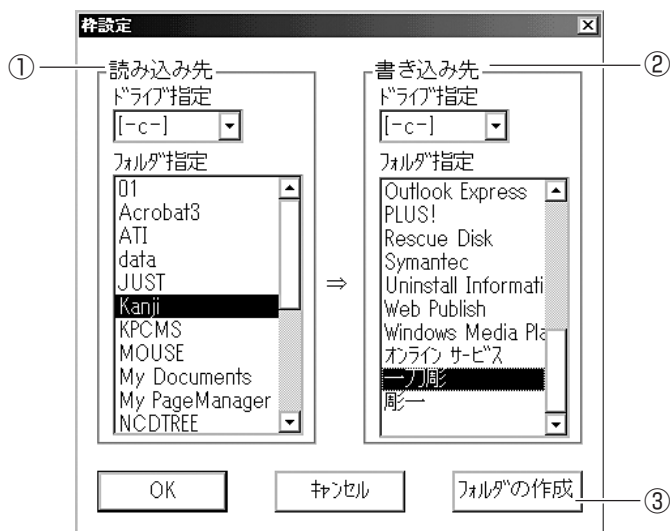 枠設定
①
読み込み先
ドライブ指定
[-c-]
フォルダ指定
01
Acrobat3
ATI
data
JUST
Kanji
KPCMS
MOUSE
My Documents
My PageManager
NCDTREE
⇒
書き込み先
②
ドライブ指定
[-c-]
フォルダ指定
Outlook Express
PLUS!
Rescue Disk
Symantec
Uninstall Informati
Web Publish
Windows Media Pla
オンライン サービス
一刀彫
彫一
OK
キャンセル
フォルダの作成
③